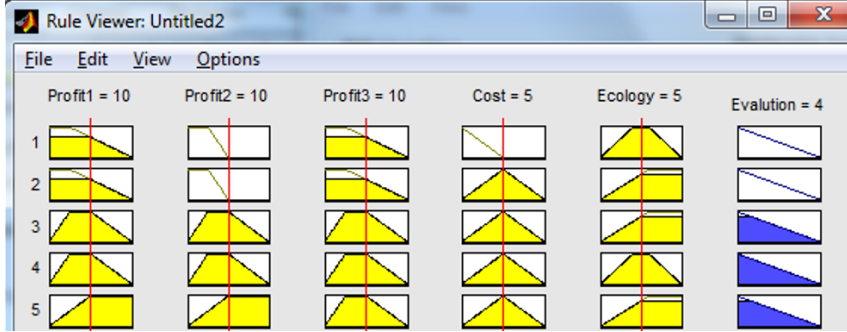 Rule Viewer: Untitled2
File Edit View Options
Profit1 = 10 Profit2 = 10 Profit3 = 10 Cost = 5 Ecology = 5 Evalution = 4
1
2
3
4
5